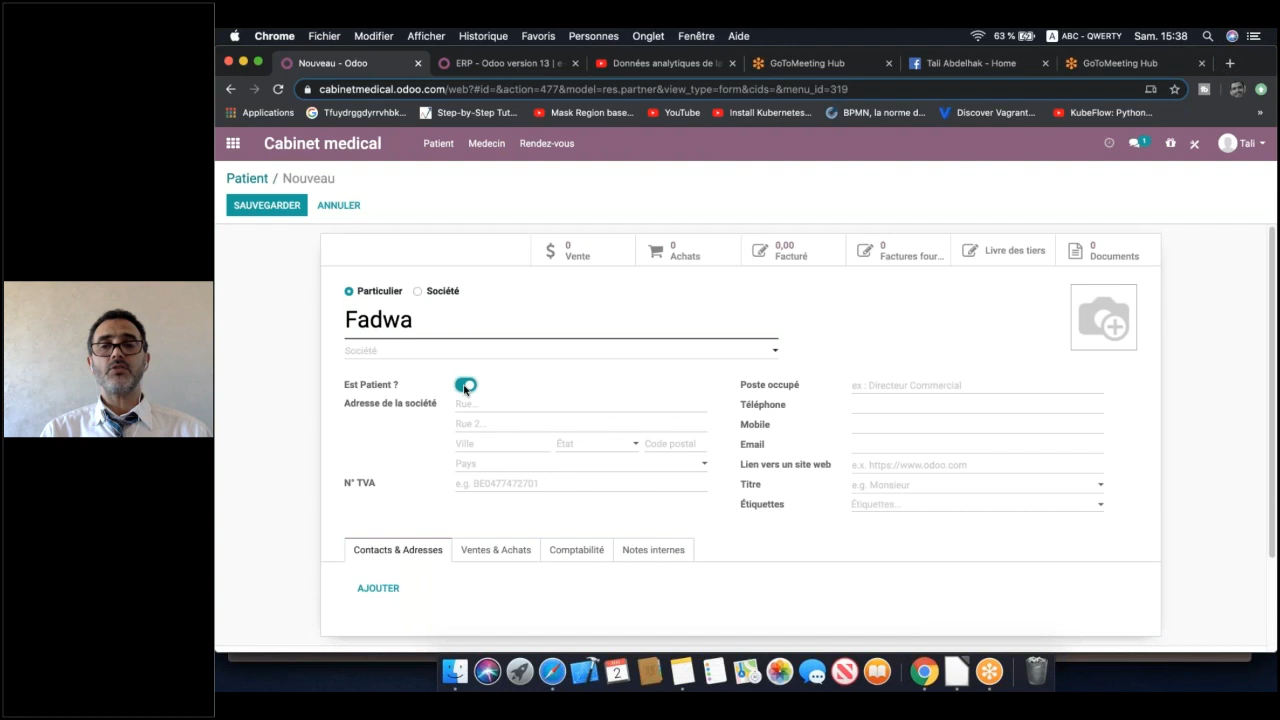 Chrome Fichier Modifier Afficher Historique Favoris Personnes Onglet Fenêtre Aide 63 % A ABC - QWERTY Sam. 15:38
Nouveau - Odoo ERP - Odoo version 13 | e Données analytiques de la GoToMeeting Hub Tali Abdelhak - Home GoToMeeting Hub
cabinetmedical.odoo.com/web?#id=&action=477&model=res.partner&view_type=form&cids=&menu_id=319
Applications Tfuydrggdyrrvhbk... Step-by-Step Tut... Mask Region base... YouTube Install Kubernetes... BPMN, la norme d... Discover Vagrant... KubeFlow: Python... »
Cabinet medical Patient Medecin Rendez-vous 1 Tali
Patient / Nouveau
SAUVEGARDER ANNULER
$ 0 Vente
0 Achats
0,00 Facturé
0 Factures four...
Livre des tiers
0 Documents
Particulier Société
Fadwa
Société
Est Patient ?
Adresse de la société Rue...
Rue 2...
Ville État Code postal
Pays
N° TVA e.g. BE0477472701
Poste occupé ex : Directeur Commercial
Téléphone
Mobile
Email
Lien vers un site web e.x. https://www.odoo.com
Titre e.g. Monsieur
Étiquettes Étiquettes...
Contacts & Adresses Ventes & Achats Comptabilité Notes internes
AJOUTER
2